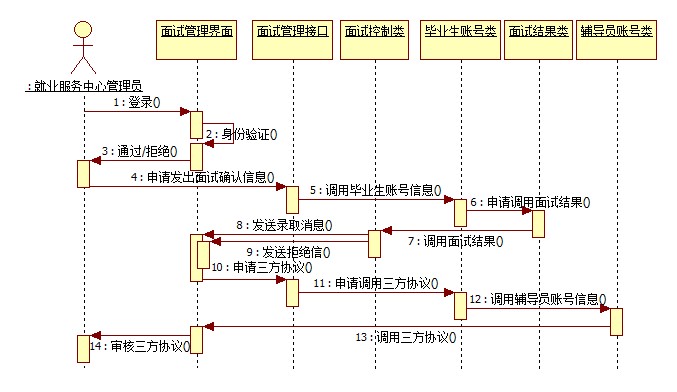 面试管理界面
面试管理接口
面试控制类
毕业生账号类
面试结果类
辅导员账号类
: 就业服务中心管理员
1 : 登录()
2 : 身份验证()
3 : 通过/拒绝()
4 : 申请发出面试确认信息()
5 : 调用毕业生账号信息()
6 : 申请调用面试结果()
7 : 调用面试结果()
8 : 发送录取消息()
9 : 发送拒绝信()
10 : 申请三方协议()
11 : 申请调用三方协议()
12 : 调用辅导员账号信息()
13 : 调用三方协议()
14 : 审核三方协议()